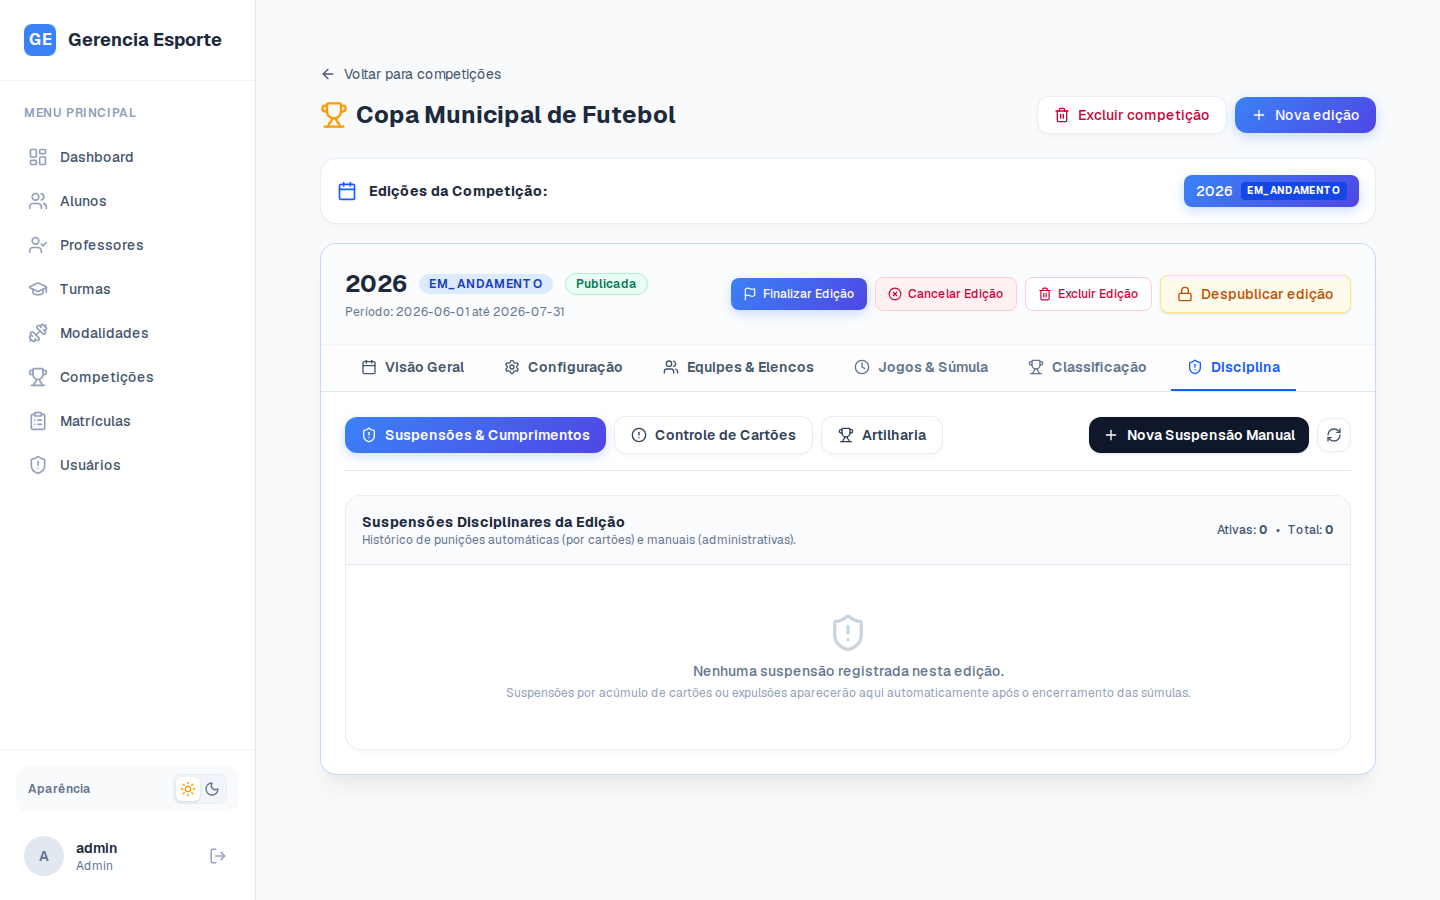 GE Gerencia Esporte
MENU PRINCIPAL
Dashboard
Alunos
Professores
Turmas
Modalidades
Competições
Matrículas
Usuários
Aparência
A
admin
Admin
Voltar para competições
Copa Municipal de Futebol
Excluir competição
Nova edição
Edições da Competição:
2026 EM_ANDAMENTO
2026 EM_ANDAMENTO Publicada
Período: 2026-06-01 até 2026-07-31
Finalizar Edição
Cancelar Edição
Excluir Edição
Despublicar edição
Visão Geral
Configuração
Equipes & Elencos
Jogos & Súmula
Classificação
Disciplina
Suspensões & Cumprimentos
Controle de Cartões
Artilharia
Nova Suspensão Manual
Suspensões Disciplinares da Edição
Histórico de punições automáticas (por cartões) e manuais (administrativas).
Ativas: 0 • Total: 0
Nenhuma suspensão registrada nesta edição.
Suspensões por acúmulo de cartões ou expulsões aparecerão aqui automaticamente após o encerramento das súmulas.